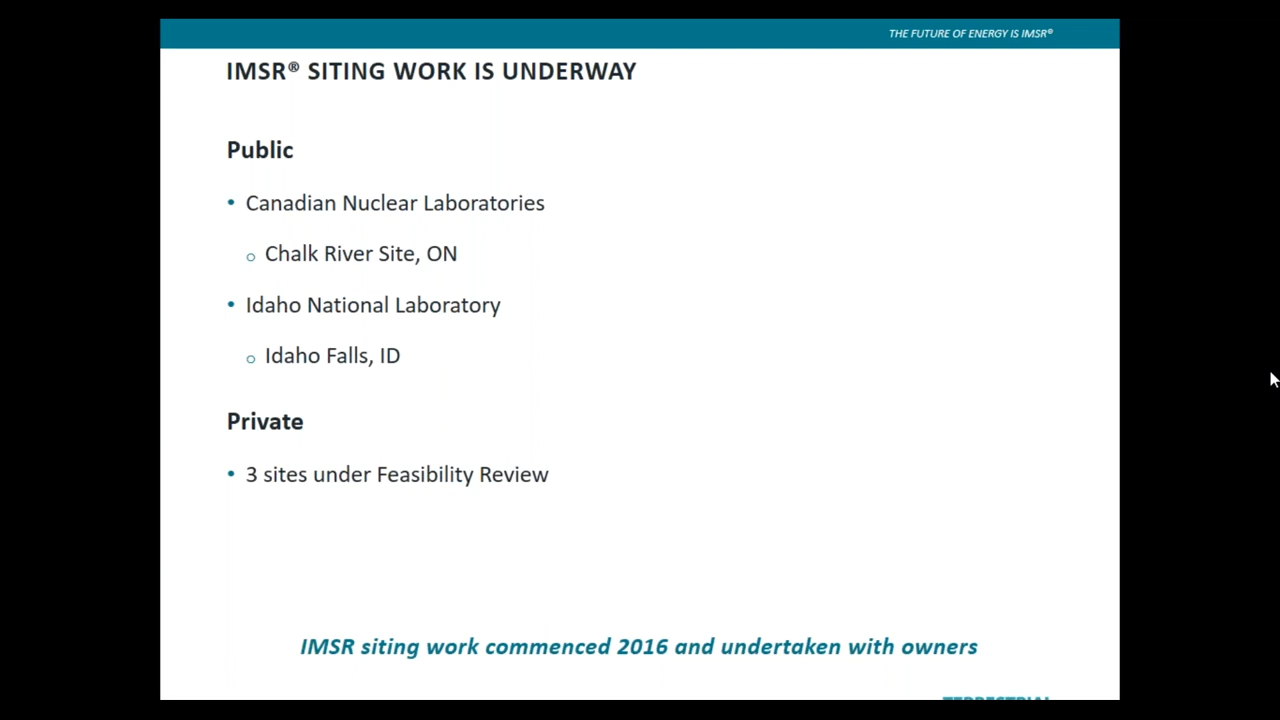 THE FUTURE OF ENERGY IS IMSR®
IMSR® SITING WORK IS UNDERWAY
Public
• Canadian Nuclear Laboratories
o Chalk River Site, ON
• Idaho National Laboratory
o Idaho Falls, ID
Private
• 3 sites under Feasibility Review
IMSR siting work commenced 2016 and undertaken with owners
TERRESTRIAL